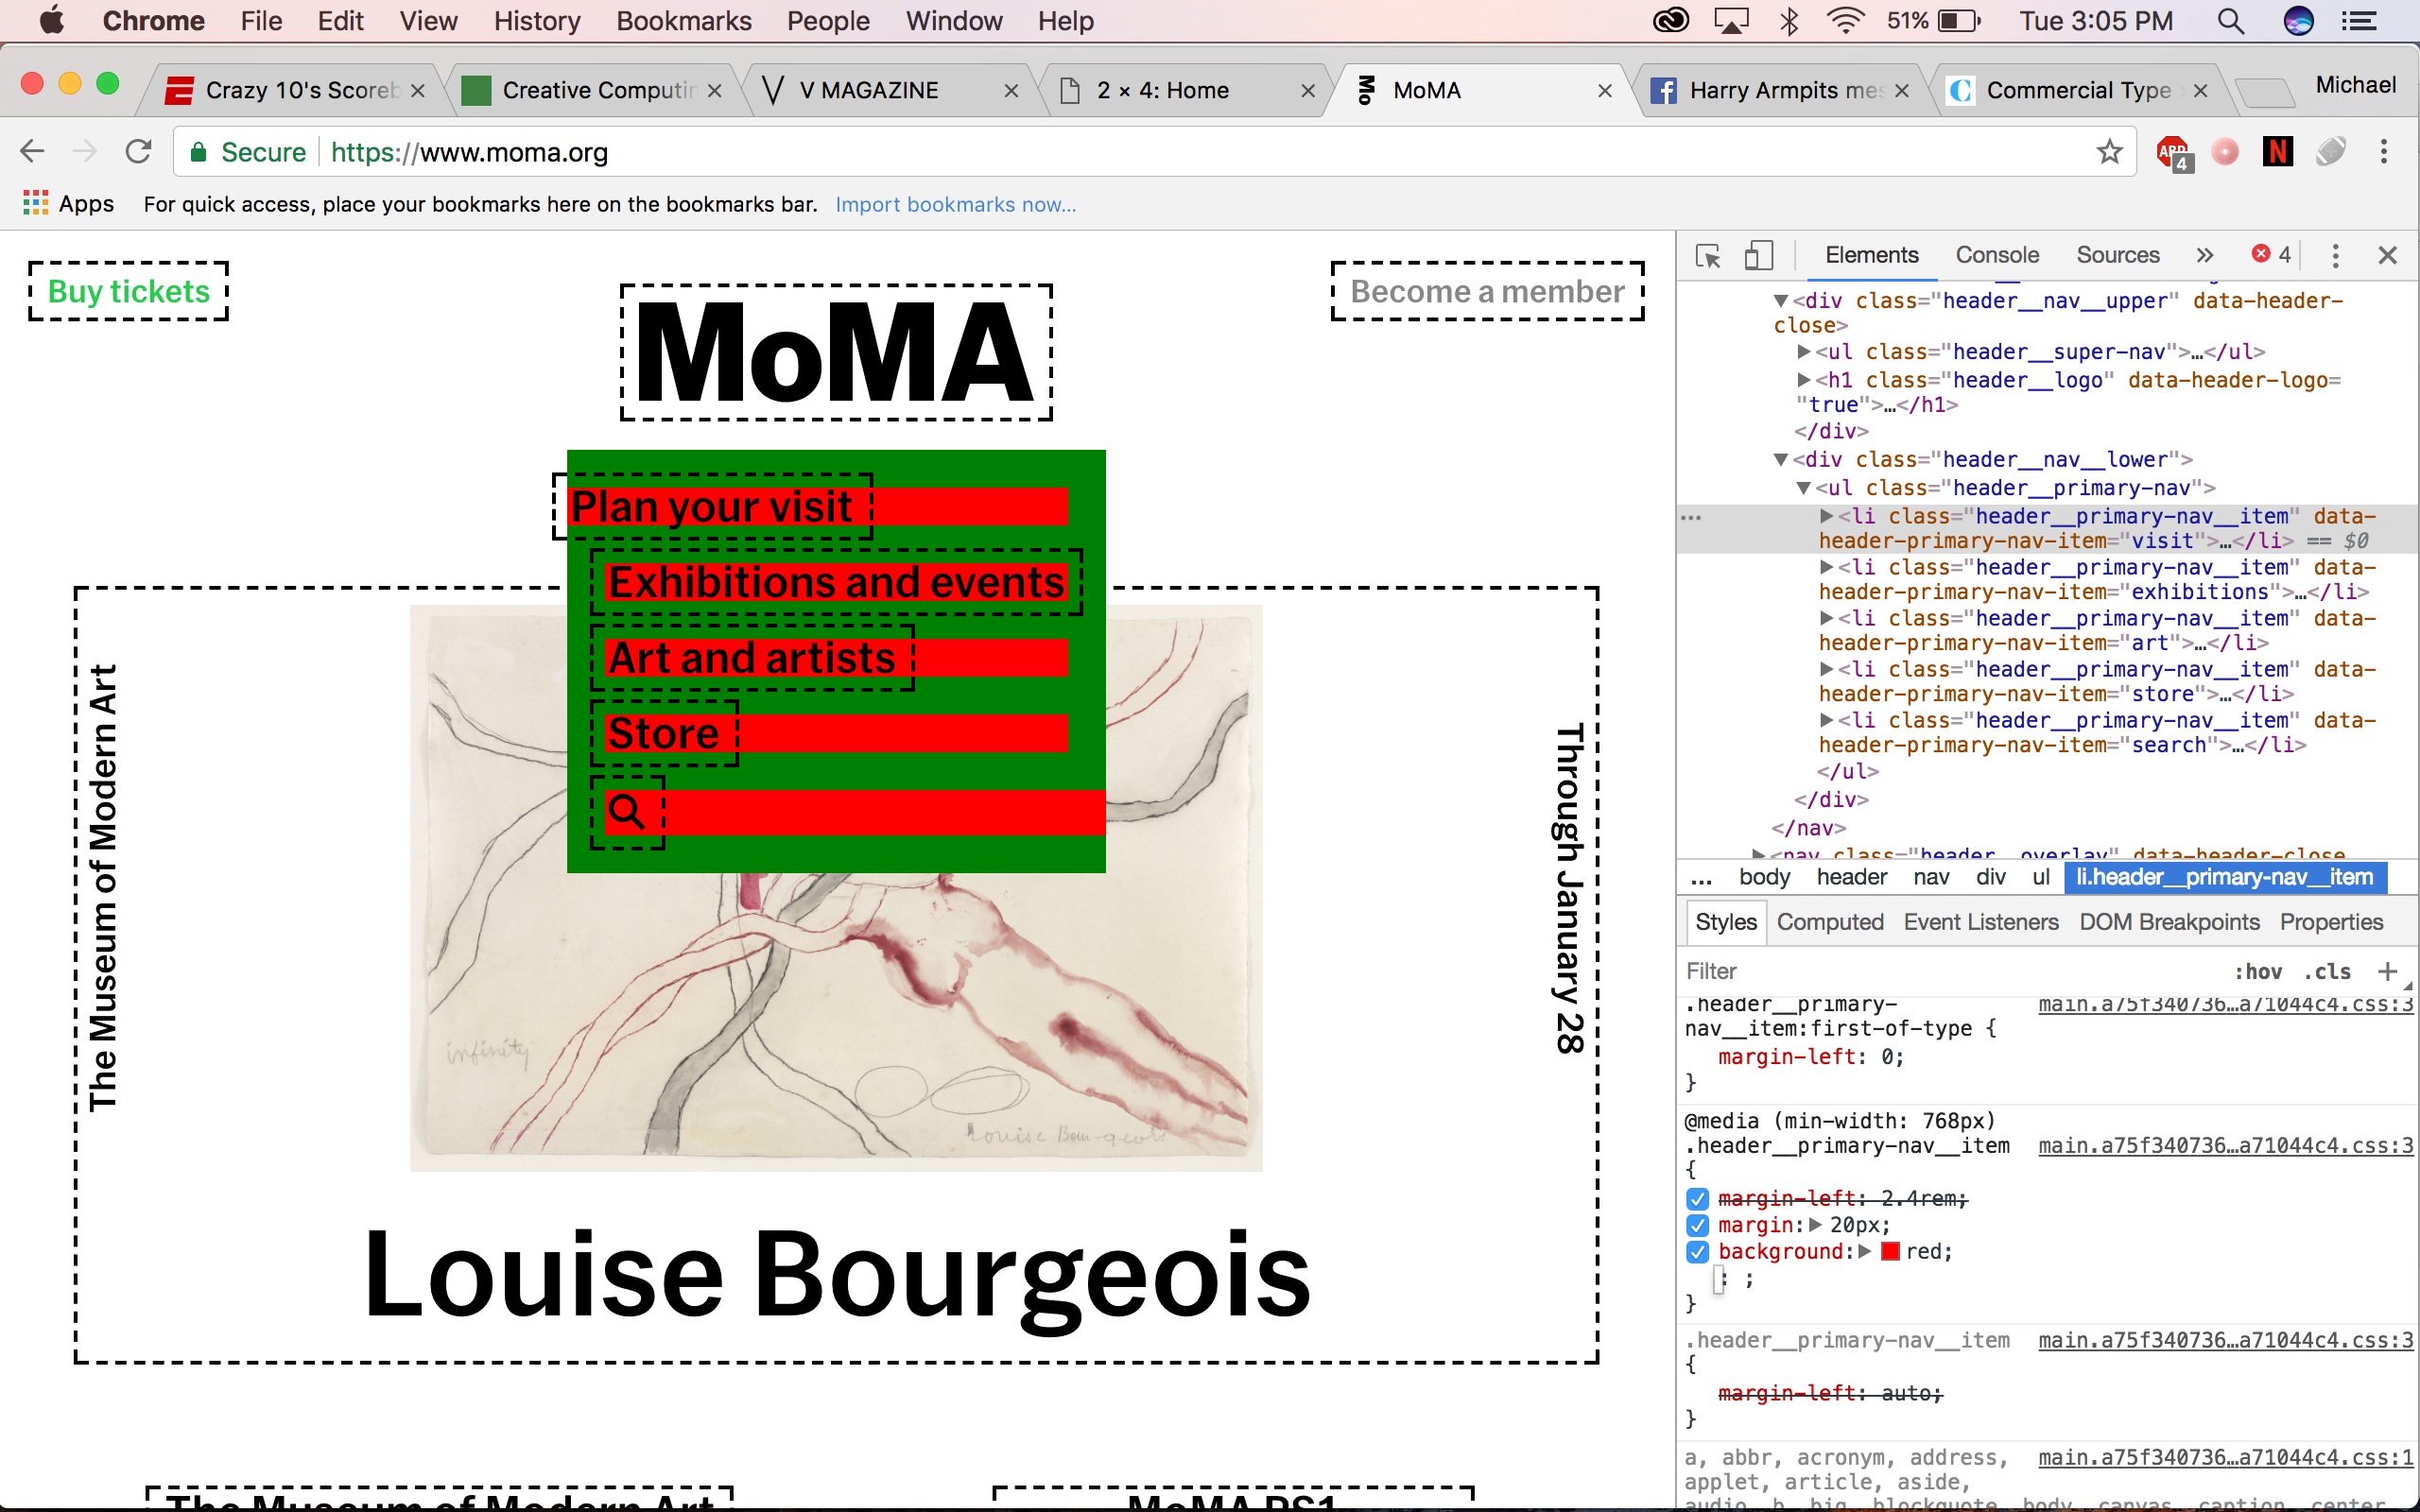 Chrome File Edit View History Bookmarks People Window Help 51% Tue 3:05 PM
Crazy 10's Scoreb Creative Computin V MAGAZINE 2 × 4: Home MoMA Harry Armpits mes Commercial Type Michael
Secure https://www.moma.org ABP 4 N
Apps For quick access, place your bookmarks here on the bookmarks bar. Import bookmarks now...
Buy tickets
MoMA
Become a member
Plan your visit
Exhibitions and events
Art and artists
Store
The Museum of Modern Art
Through January 28
infinity
Louise Bourgeois
Louise Bourgeois
The Museum of Modern Art
MoMA PS1
Elements Console Sources » 4
▼<div class="header__nav__upper" data-header-
close>
▶<ul class="header__super-nav">…</ul>
▶<h1 class="header__logo" data-header-logo=
"true">…</h1>
</div>
▼<div class="header__nav__lower">
▼<ul class="header__primary-nav">
… ▶<li class="header__primary-nav__item" data-
header-primary-nav-item="visit">…</li> == $0
▶<li class="header__primary-nav__item" data-
header-primary-nav-item="exhibitions">…</li>
▶<li class="header__primary-nav__item" data-
header-primary-nav-item="art">…</li>
▶<li class="header__primary-nav__item" data-
header-primary-nav-item="store">…</li>
▶<li class="header__primary-nav__item" data-
header-primary-nav-item="search">…</li>
</ul>
</div>
</nav>
▶<nav class="header__overlay" data-header-close
... body header nav div ul li.header__primary-nav__item
Styles Computed Event Listeners DOM Breakpoints Properties
Filter :hov .cls +
.header__primary- main.a75f340736…a71044c4.css:3
nav__item:first-of-type {
margin-left: 0;
}
@media (min-width: 768px)
.header__primary-nav__item main.a75f340736…a71044c4.css:3
{
margin-left: 2.4rem;
margin:▶ 20px;
background:▶ red;
: ;
}
.header__primary-nav__item main.a75f340736…a71044c4.css:3
{
margin-left: auto;
}
a, abbr, acronym, address, main.a75f340736…a71044c4.css:1
applet, article, aside,
audio, b, big, blockquote, body, canvas, caption, center,